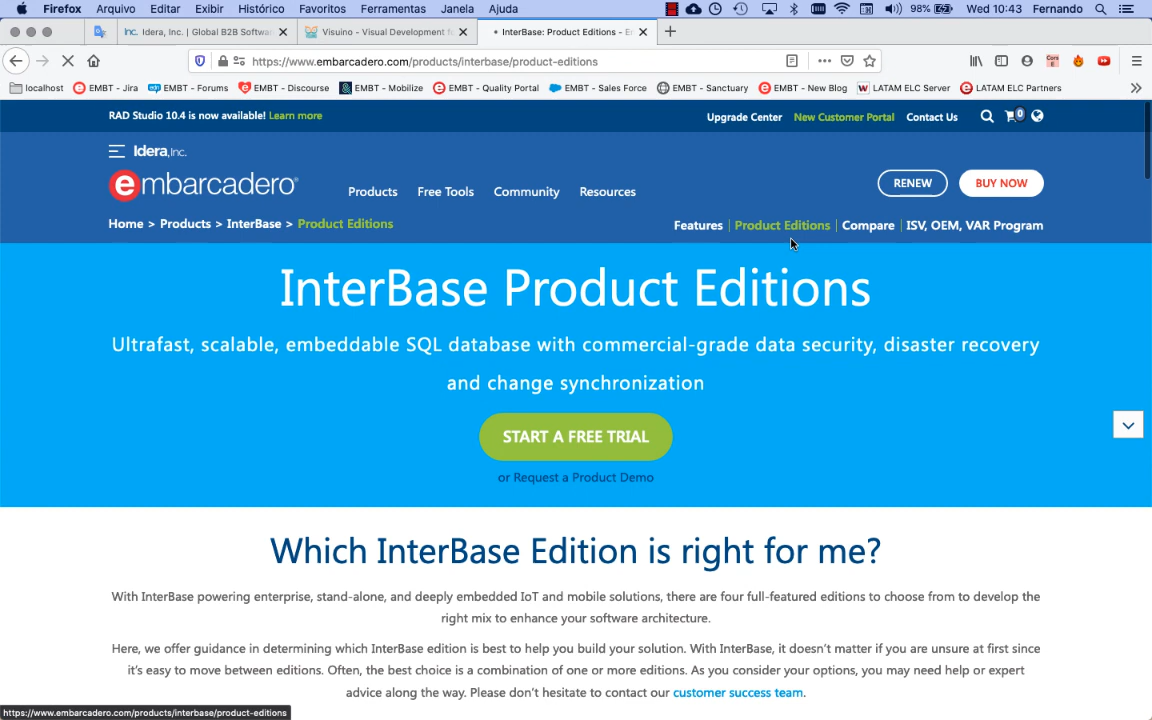 Firefox Arquivo Editar Exibir Histórico Favoritos Ferramentas Janela Ajuda 98% Wed 10:43 Fernando
Inc. Idera, Inc. | Global B2B Softwar
Visuino - Visual Development f
InterBase: Product Editions - Er
https://www.embarcadero.com/products/interbase/product-editions
localhost EMBT - Jira EMBT - Forums EMBT - Discourse EMBT - Mobilize EMBT - Quality Portal EMBT - Sales Force EMBT - Sanctuary EMBT - New Blog LATAM ELC Server LATAM ELC Partners
RAD Studio 10.4 is now available! Learn more
Upgrade Center New Customer Portal Contact Us 0
Idera,Inc.
embarcadero®
Products Free Tools Community Resources
RENEW BUY NOW
Home > Products > InterBase > Product Editions
Features | Product Editions | Compare | ISV, OEM, VAR Program
InterBase Product Editions
Ultrafast, scalable, embeddable SQL database with commercial-grade data security, disaster recovery
and change synchronization
START A FREE TRIAL
or Request a Product Demo
Which InterBase Edition is right for me?
With InterBase powering enterprise, stand-alone, and deeply embedded IoT and mobile solutions, there are four full-featured editions to choose from to develop the
right mix to enhance your software architecture.
Here, we offer guidance in determining which InterBase edition is best to help you build your solution. With InterBase, it doesn't matter if you are unsure at first since
it's easy to move between editions. Often, the best choice is a combination of one or more editions. As you consider your options, you may need help or expert
advice along the way. Please don't hesitate to contact our customer success team.
https://www.embarcadero.com/products/interbase/product-editions